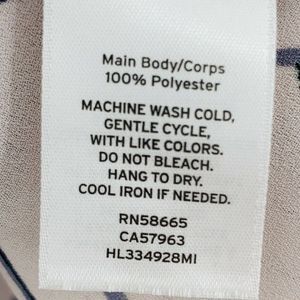 Main Body/Corps
100% Polyester
MACHINE WASH COLD,
GENTLE CYCLE,
WITH LIKE COLORS.
DO NOT BLEACH.
HANG TO DRY.
COOL IRON IF NEEDED.
RN58665
CA57963
HL334928MI